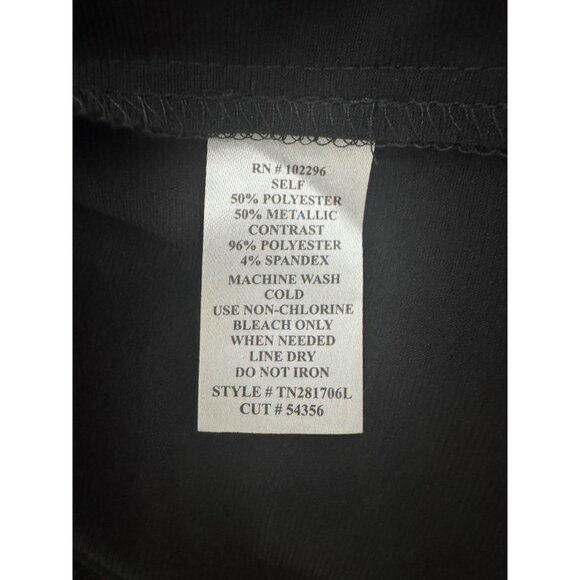 RN # 102296
SELF
50% POLYESTER
50% METALLIC
CONTRAST
96% POLYESTER
4% SPANDEX
MACHINE WASH
COLD
USE NON-CHLORINE
BLEACH ONLY
WHEN NEEDED
LINE DRY
DO NOT IRON
STYLE # TN281706L
CUT # 54356